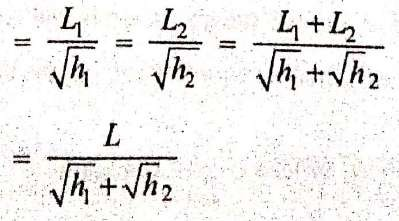 = L₁/√h₁ = L₂/√h₂ = (L₁+L₂)/(√h₁+√h₂)
= L/(√h₁+√h₂)